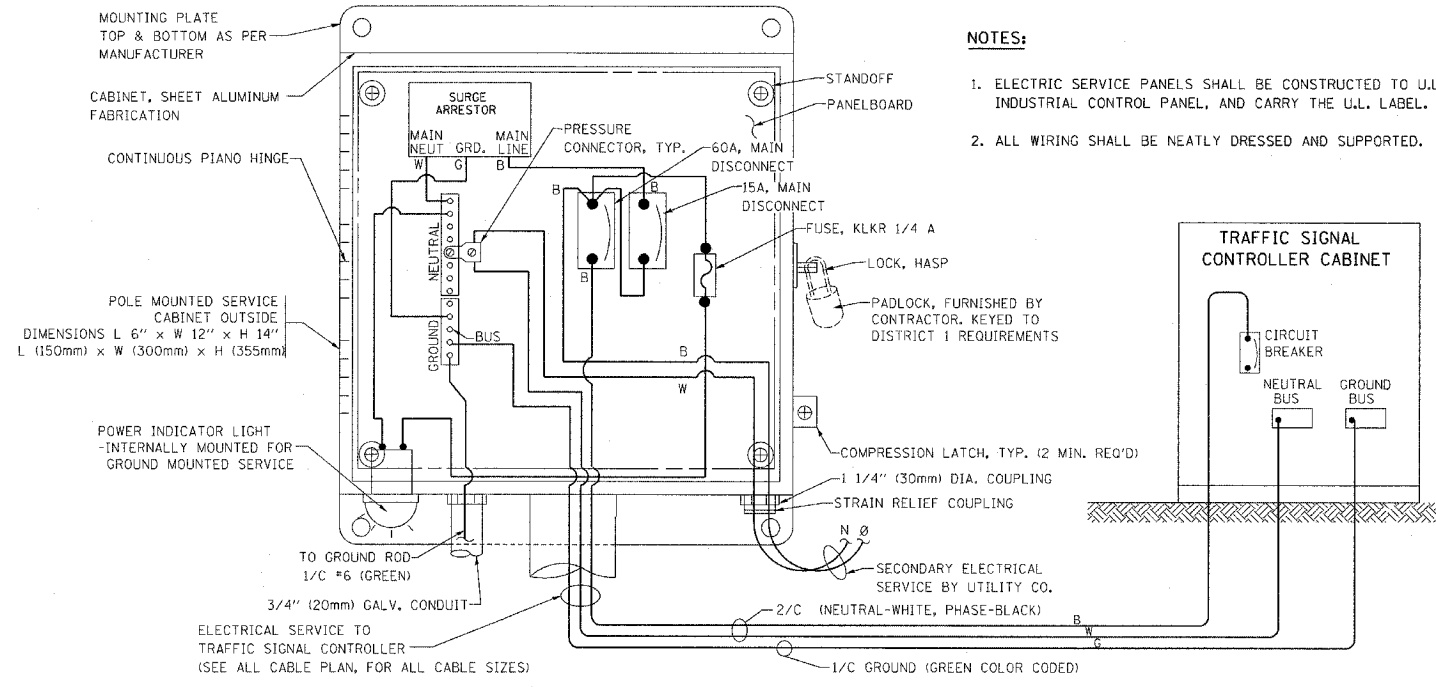 MOUNTING PLATE
TOP & BOTTOM AS PER
MANUFACTURER
CABINET, SHEET ALUMINUM
FABRICATION
CONTINUOUS PIANO HINGE
POLE MOUNTED SERVICE
CABINET OUTSIDE
DIMENSIONS L 6" x W 12" x H 14"
L (150mm) x W (300mm) x H (355mm)
POWER INDICATOR LIGHT
-INTERNALLY MOUNTED FOR
GROUND MOUNTED SERVICE
SURGE
ARRESTOR
MAIN
NEUT
GRD.
MAIN
LINE
W
G
B
NEUTRAL
GROUND
BUS
PRESSURE
CONNECTOR, TYP.
B
B
B
B
W
STANDOFF
PANELBOARD
60A, MAIN
DISCONNECT
15A, MAIN
DISCONNECT
FUSE, KLKR 1/4 A
LOCK, HASP
PADLOCK, FURNISHED BY
CONTRACTOR. KEYED TO
DISTRICT 1 REQUIREMENTS
COMPRESSION LATCH, TYP. (2 MIN. REQ'D)
1 1/4" (30mm) DIA. COUPLING
STRAIN RELIEF COUPLING
N Ø
SECONDARY ELECTRICAL
SERVICE BY UTILITY CO.
TO GROUND ROD
1/C #6 (GREEN)
3/4" (20mm) GALV. CONDUIT
ELECTRICAL SERVICE TO
TRAFFIC SIGNAL CONTROLLER
(SEE ALL CABLE PLAN, FOR ALL CABLE SIZES)
2/C (NEUTRAL-WHITE, PHASE-BLACK)
B
W
G
1/C GROUND (GREEN COLOR CODED)
NOTES:
1. ELECTRIC SERVICE PANELS SHALL BE CONSTRUCTED TO U.L
INDUSTRIAL CONTROL PANEL, AND CARRY THE U.L. LABEL.
2. ALL WIRING SHALL BE NEATLY DRESSED AND SUPPORTED.
TRAFFIC SIGNAL
CONTROLLER CABINET
CIRCUIT
BREAKER
NEUTRAL
BUS
GROUND
BUS